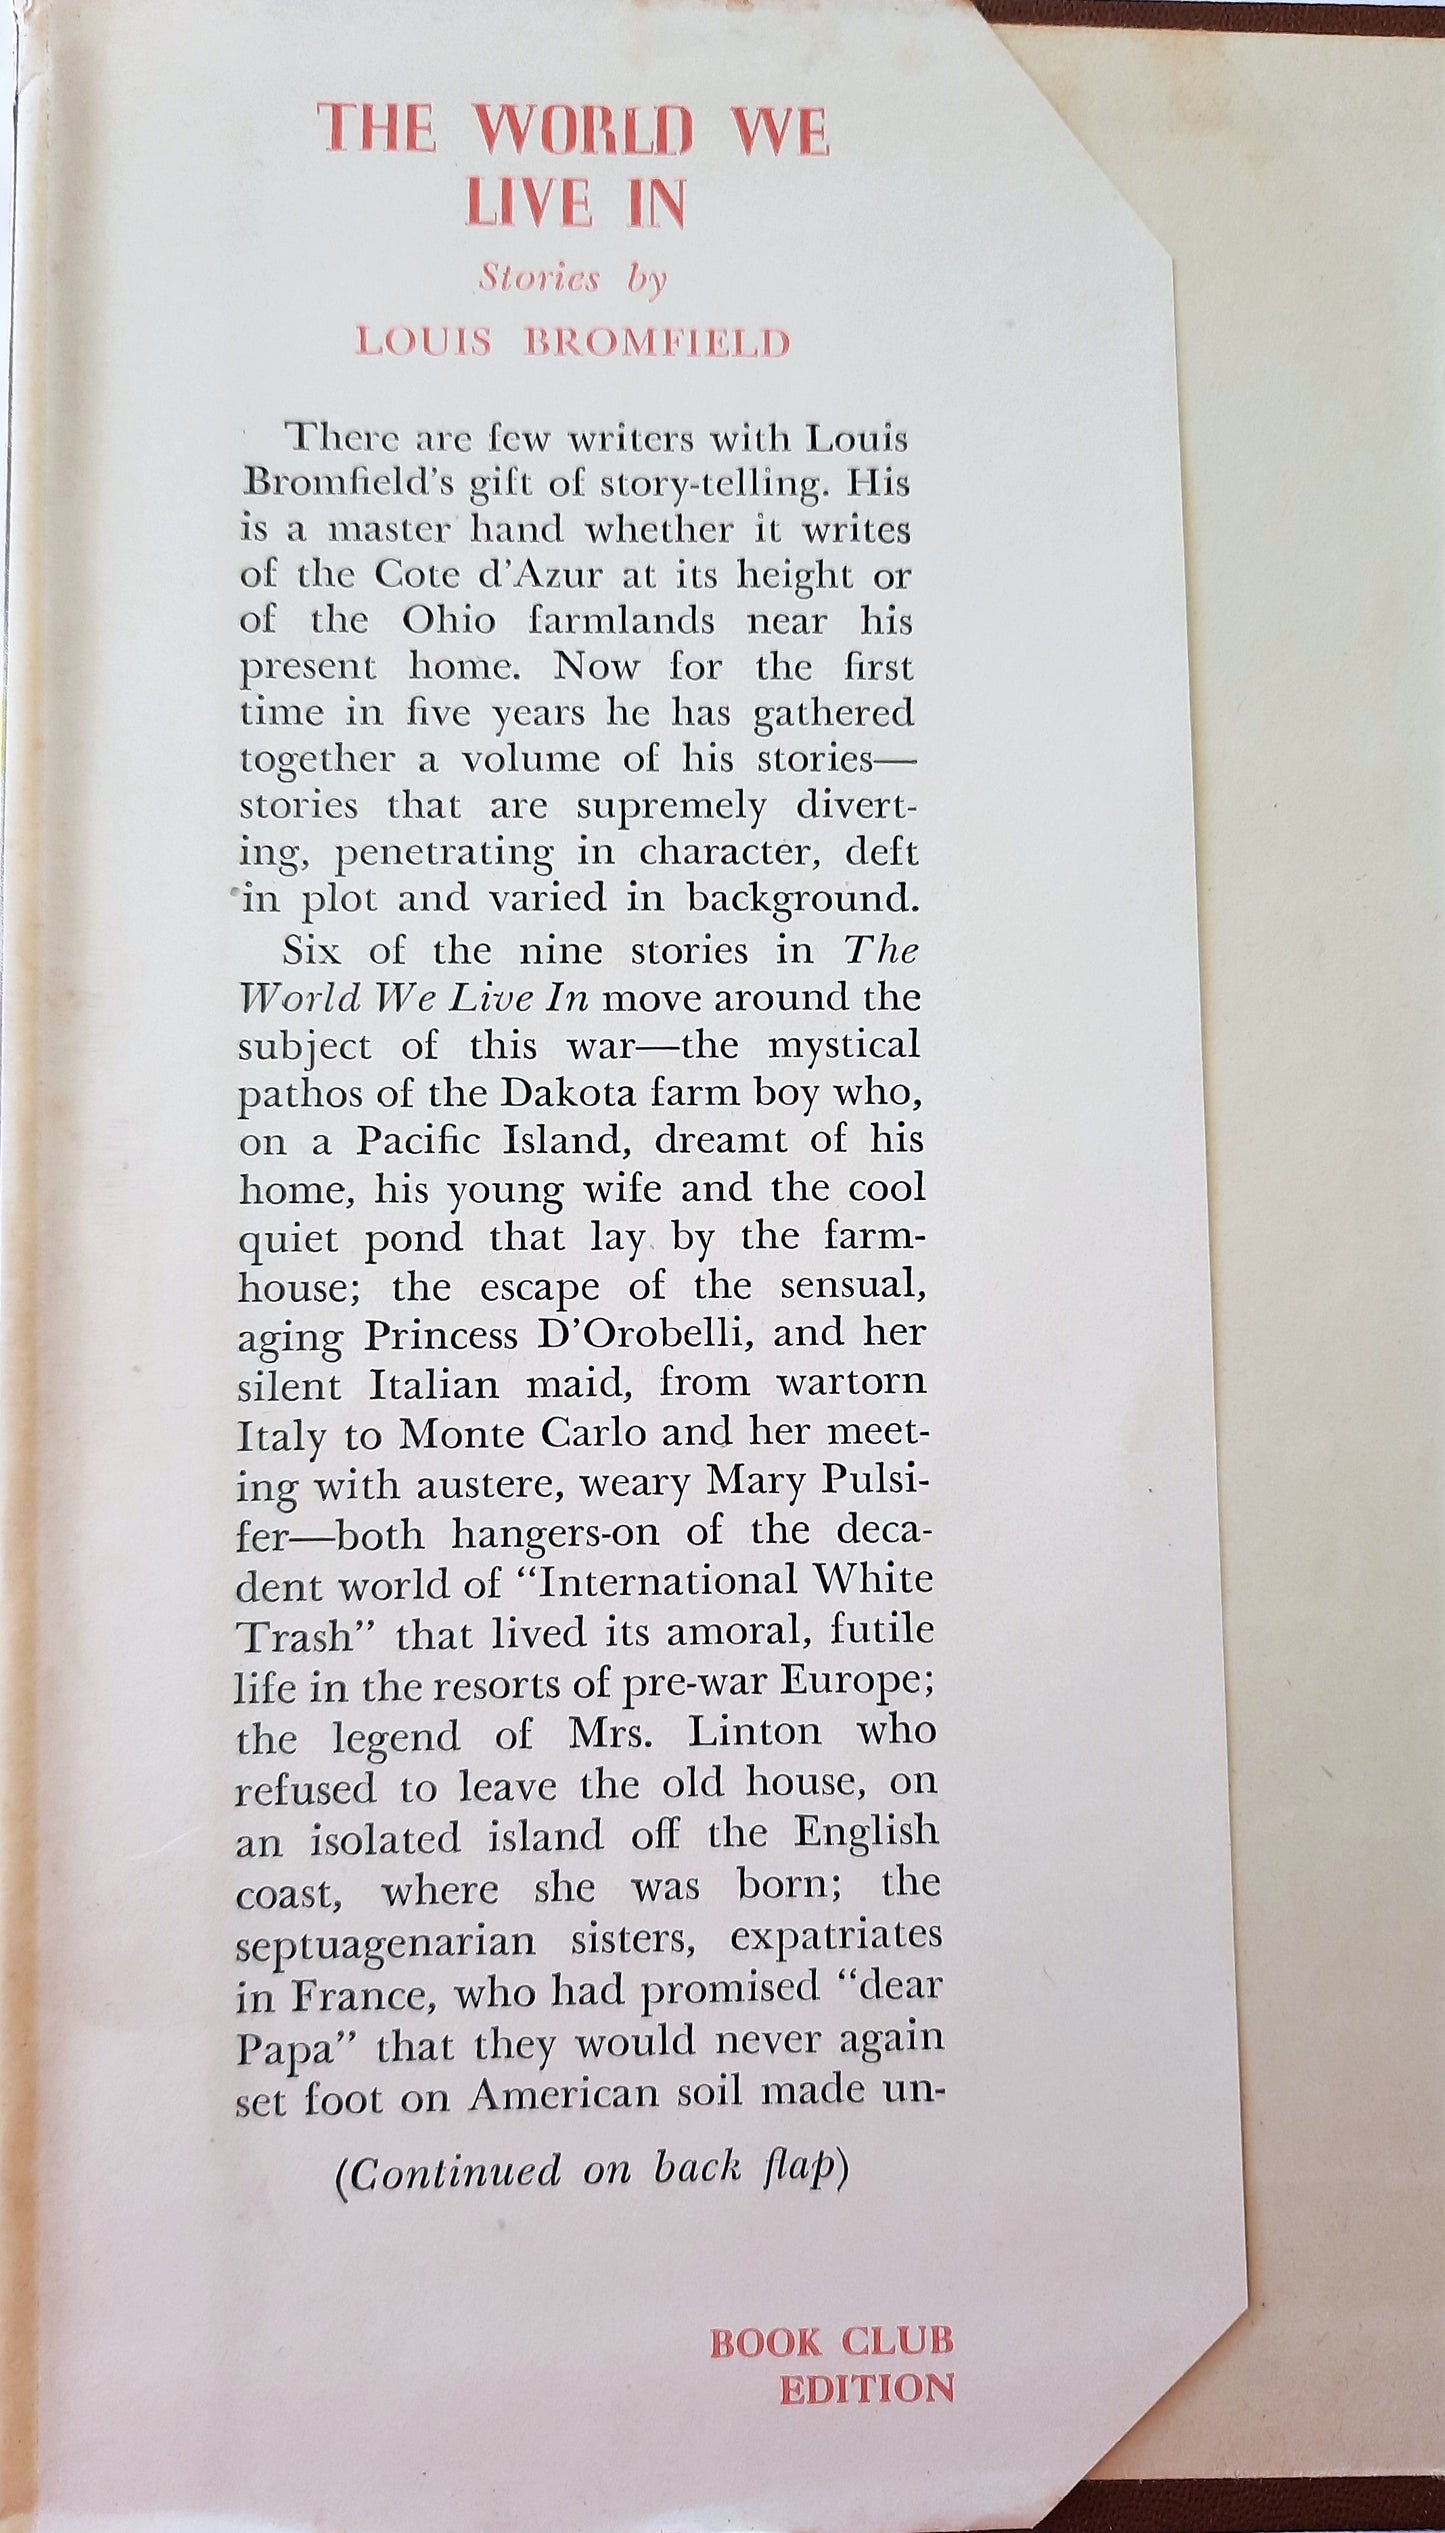 THE WORLD WE
LIVE IN
Stories by
LOUIS BROMFIELD
There are few writers with Louis
Bromfield's gift of story-telling. His
is a master hand whether it writes
of the Cote d'Azur at its height or
of the Ohio farmlands near his
present home. Now for the first
time in five years he has gathered
together a volume of his stories—
stories that are supremely divert-
ing, penetrating in character, deft
in plot and varied in background.
Six of the nine stories in The
World We Live In move around the
subject of this war—the mystical
pathos of the Dakota farm boy who,
on a Pacific Island, dreamt of his
home, his young wife and the cool
quiet pond that lay by the farm-
house; the escape of the sensual,
aging Princess D'Orobelli, and her
silent Italian maid, from wartorn
Italy to Monte Carlo and her meet-
ing with austere, weary Mary Pulsi-
fer—both hangers-on of the deca-
dent world of “International White
Trash” that lived its amoral, futile
life in the resorts of pre-war Europe;
the legend of Mrs. Linton who
refused to leave the old house, on
an isolated island off the English
coast, where she was born; the
septuagenarian sisters, expatriates
in France, who had promised “dear
Papa” that they would never again
set foot on American soil made un-
(Continued on back flap)
BOOK CLUB
EDITION